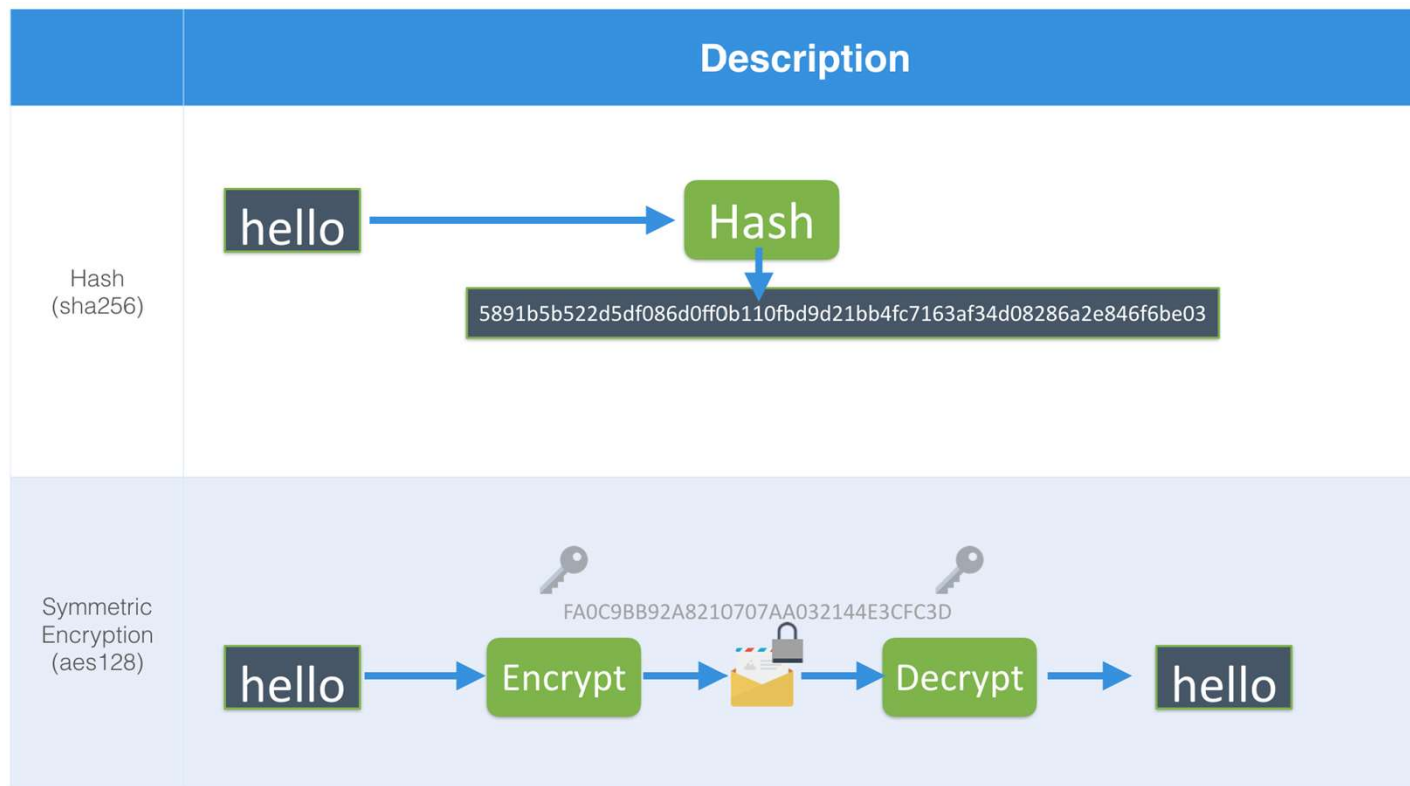 Description
Hash
(sha256)
hello
Hash
5891b5b522d5df086d0ff0b110fbd9d21bb4fc7163af34d08286a2e846f6be03
Symmetric
Encryption
(aes128)
FA0C9BB92A8210707AA032144E3CFC3D
hello
Encrypt
Decrypt
hello